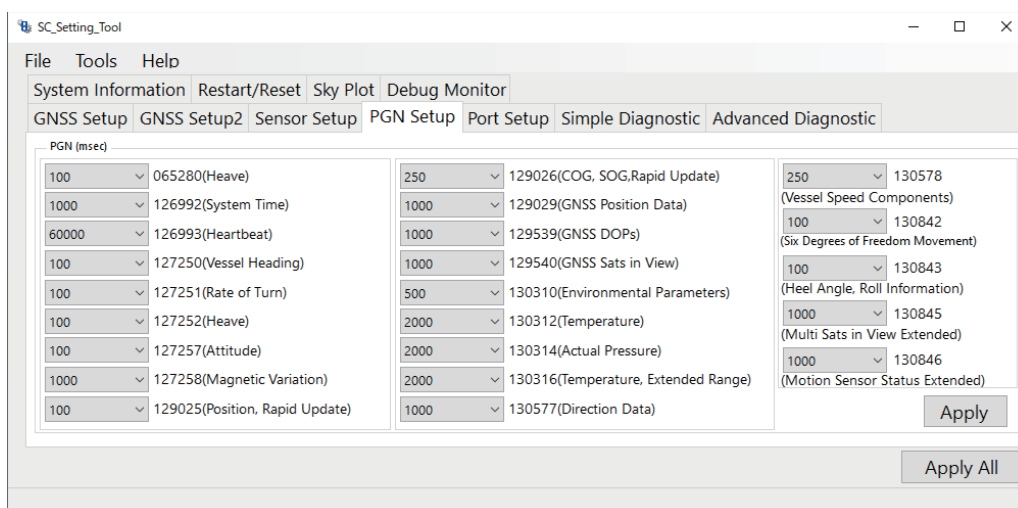 SC_Setting_Tool
File Tools Help
System Information Restart/Reset Sky Plot Debug Monitor
GNSS Setup GNSS Setup2 Sensor Setup PGN Setup Port Setup Simple Diagnostic Advanced Diagnostic
PGN (msec)
100 065280(Heave)
1000 126992(System Time)
60000 126993(Heartbeat)
100 127250(Vessel Heading)
100 127251(Rate of Turn)
100 127252(Heave)
100 127257(Attitude)
1000 127258(Magnetic Variation)
100 129025(Position, Rapid Update)
250 129026(COG, SOG,Rapid Update)
1000 129029(GNSS Position Data)
1000 129539(GNSS DOPs)
1000 129540(GNSS Sats in View)
500 130310(Environmental Parameters)
2000 130312(Temperature)
2000 130314(Actual Pressure)
2000 130316(Temperature, Extended Range)
1000 130577(Direction Data)
250 130578
(Vessel Speed Components)
100 130842
(Six Degrees of Freedom Movement)
100 130843
(Heel Angle, Roll Information)
1000 130845
(Multi Sats in View Extended)
1000 130846
(Motion Sensor Status Extended)
Apply
Apply All